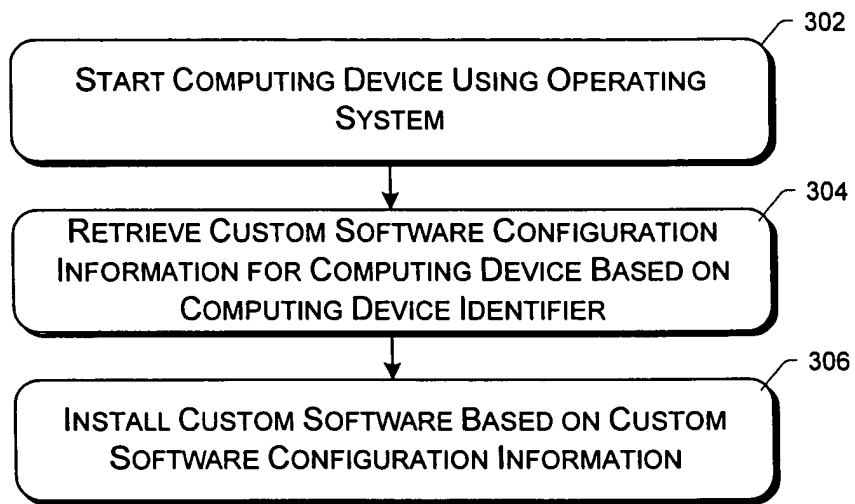 302
START COMPUTING DEVICE USING OPERATING
SYSTEM
304
RETRIEVE CUSTOM SOFTWARE CONFIGURATION
INFORMATION FOR COMPUTING DEVICE BASED ON
COMPUTING DEVICE IDENTIFIER
306
INSTALL CUSTOM SOFTWARE BASED ON CUSTOM
SOFTWARE CONFIGURATION INFORMATION